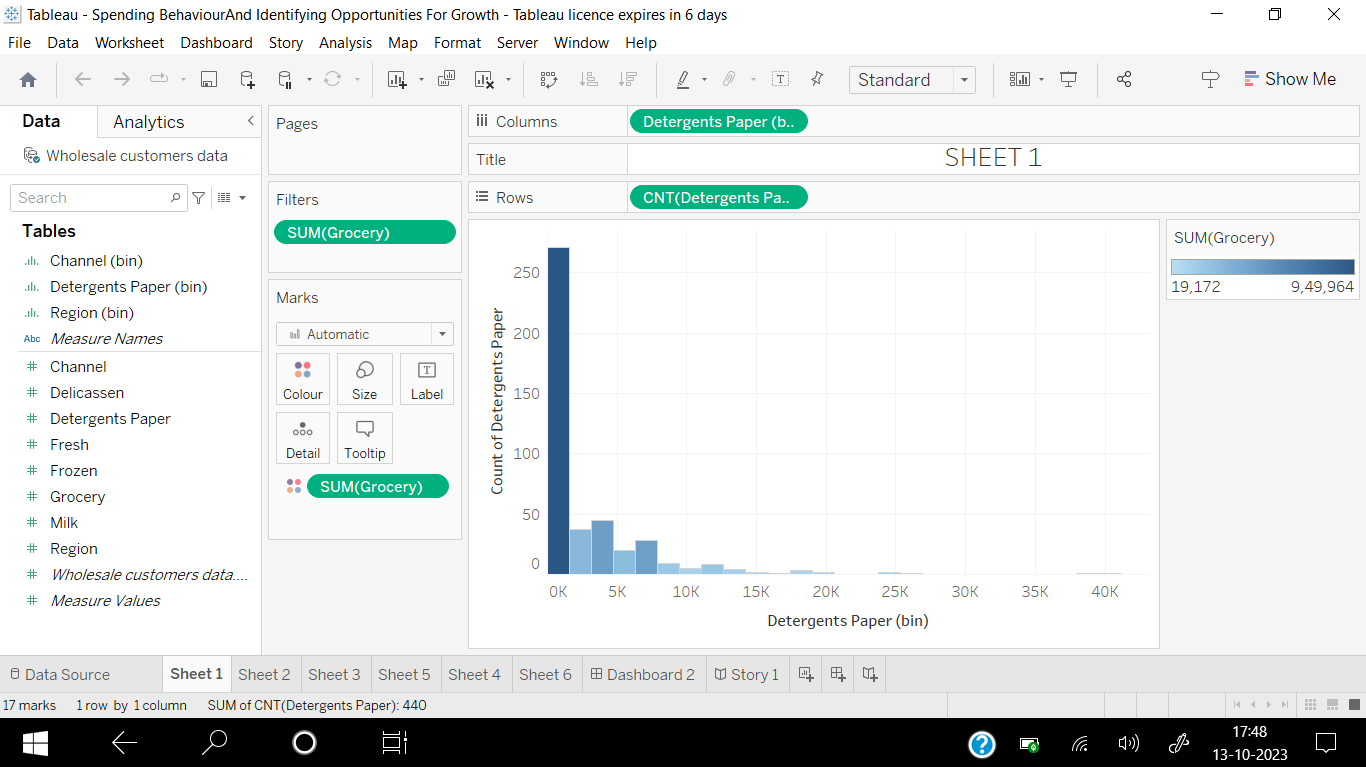 Tableau - Spending BehaviourAnd Identifying Opportunities For Growth - Tableau licence expires in 6 days
File Data Worksheet Dashboard Story Analysis Map Format Server Window Help
Standard
Show Me
Data Analytics
Wholesale customers data
Search
Tables
Channel (bin)
Detergents Paper (bin)
Region (bin)
Abc Measure Names
Channel
Delicassen
Detergents Paper
Fresh
Frozen
Grocery
Milk
Region
Wholesale customers data....
Measure Values
Pages
Filters
SUM(Grocery)
Marks
Automatic
Colour Size Label
Detail Tooltip
SUM(Grocery)
Columns Detergents Paper (b..
Title SHEET 1
Rows CNT(Detergents Pa..
Count of Detergents Paper
250
200
150
100
50
0
0K 5K 10K 15K 20K 25K 30K 35K 40K
Detergents Paper (bin)
SUM(Grocery)
19,172 9,49,964
Data Source Sheet 1 Sheet 2 Sheet 3 Sheet 5 Sheet 4 Sheet 6 Dashboard 2 Story 1
17 marks 1 row by 1 column SUM of CNT(Detergents Paper): 440
17:48
13-10-2023